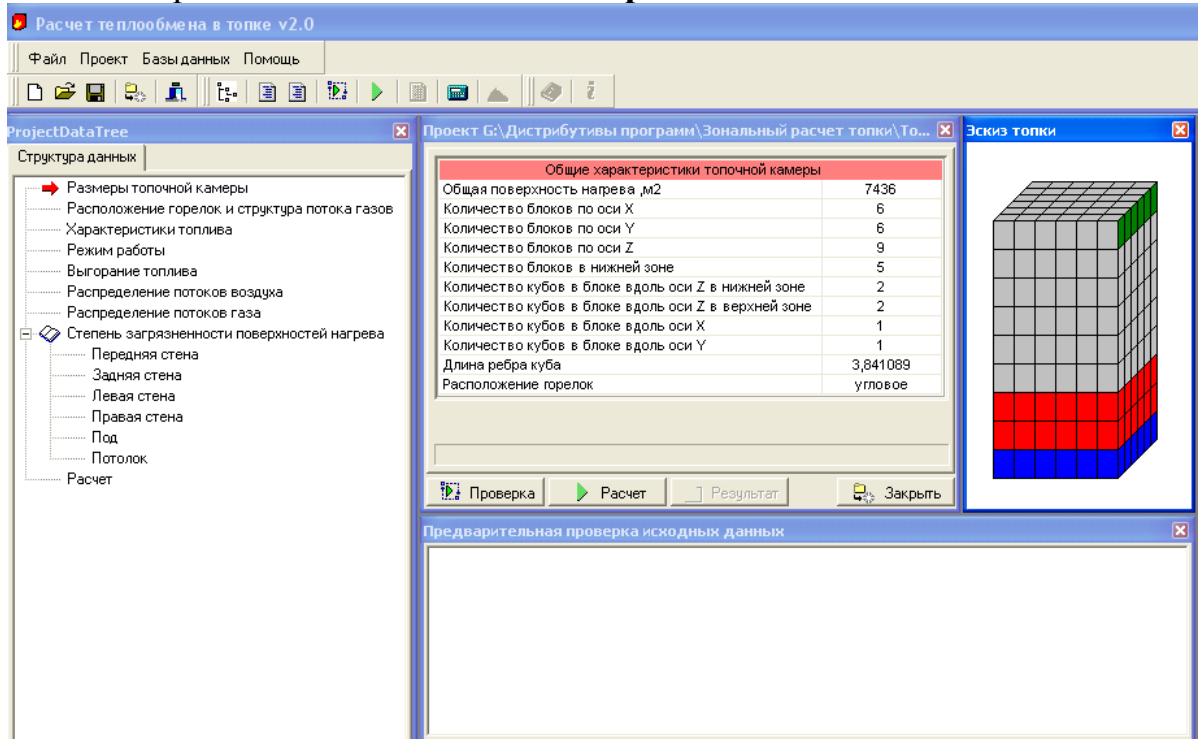 Расчет теплообмена в топке v2.0
Файл Проект Базы данных Помощь
ProjectDataTree
Структура данных
Размеры топочной камеры
Расположение горелок и структура потока газов
Характеристики топлива
Режим работы
Выгорание топлива
Распределение потоков воздуха
Распределение потоков газа
Степень загрязненности поверхностей нагрева
Передняя стена
Задняя стена
Левая стена
Правая стена
Под
Потолок
Расчет
Проект G:\Дистрибутивы программ\Зональный расчет топки\То...
Общие характеристики топочной камеры
Общая поверхность нагрева ,м2 7436
Количество блоков по оси X 6
Количество блоков по оси Y 6
Количество блоков по оси Z 9
Количество блоков в нижней зоне 5
Количество кубов в блоке вдоль оси Z в нижней зоне 2
Количество кубов в блоке вдоль оси Z в верхней зоне 2
Количество кубов в блоке вдоль оси X 1
Количество кубов в блоке вдоль оси Y 1
Длина ребра куба 3,841089
Расположение горелок угловое
Проверка Расчет Результат Закрыть
Эскиз топки
Предварительная проверка исходных данных